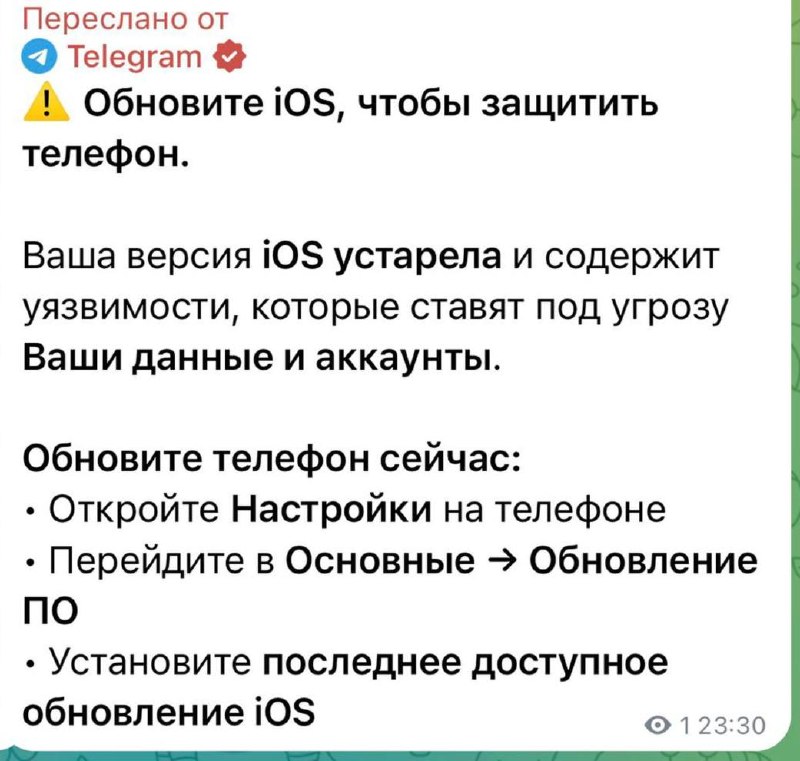 Переслано от
Telegram
⚠️ Обновите iOS, чтобы защитить
телефон.
Ваша версия iOS устарела и содержит
уязвимости, которые ставят под угрозу
Ваши данные и аккаунты.
Обновите телефон сейчас:
• Откройте Настройки на телефоне
• Перейдите в Основные → Обновление
ПО
• Установите последнее доступное
обновление iOS
1 23:30